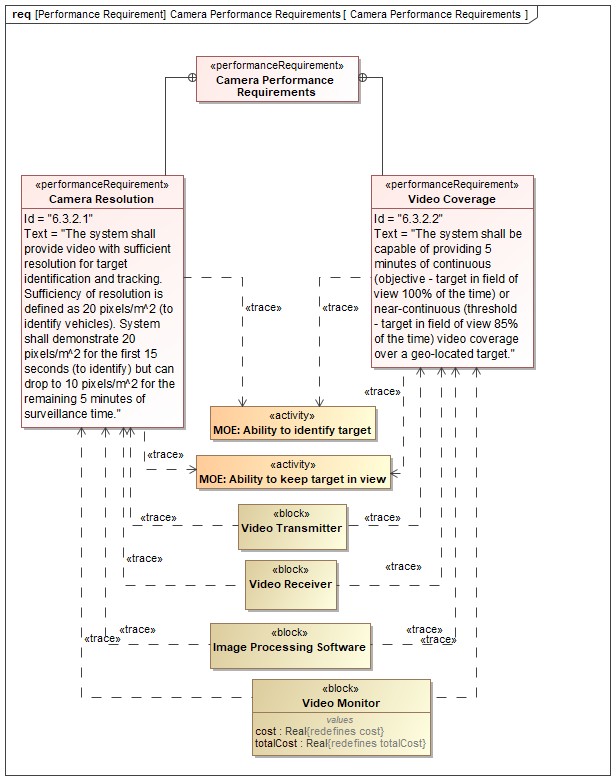 req [Performance Requirement] Camera Performance Requirements [ Camera Performance Requirements ]
«performanceRequirement»
Camera Performance
Requirements
«performanceRequirement»
Camera Resolution
Id = "6.3.2.1"
Text = "The system shall
provide video with sufficient
resolution for target
identification and tracking.
Sufficiency of resolution is
defined as 20 pixels/m^2 (to
identify vehicles). System
shall demonstrate 20
pixels/m^2 for the first 15
seconds (to identify) but can
drop to 10 pixels/m^2 for the
remaining 5 minutes of
surveillance time."
«performanceRequirement»
Video Coverage
Id = "6.3.2.2"
Text = "The system shall be
capable of providing 5
minutes of continuous
(objective - target in field of
view 100% of the time) or
near-continuous (threshold
- target in field of view 85%
of the time) video coverage
over a geo-located target."
«trace»
«trace»
«trace»
«activity»
MOE: Ability to identify target
«trace»
«activity»
MOE: Ability to keep target in view
«trace»
«block»
Video Transmitter
«trace»
«trace»
«block»
Video Receiver
«trace»
«trace»
«block»
Image Processing Software
«trace»
«trace»
«trace»
«block»
Video Monitor
values
cost : Real{redefines cost}
totalCost : Real{redefines totalCost}